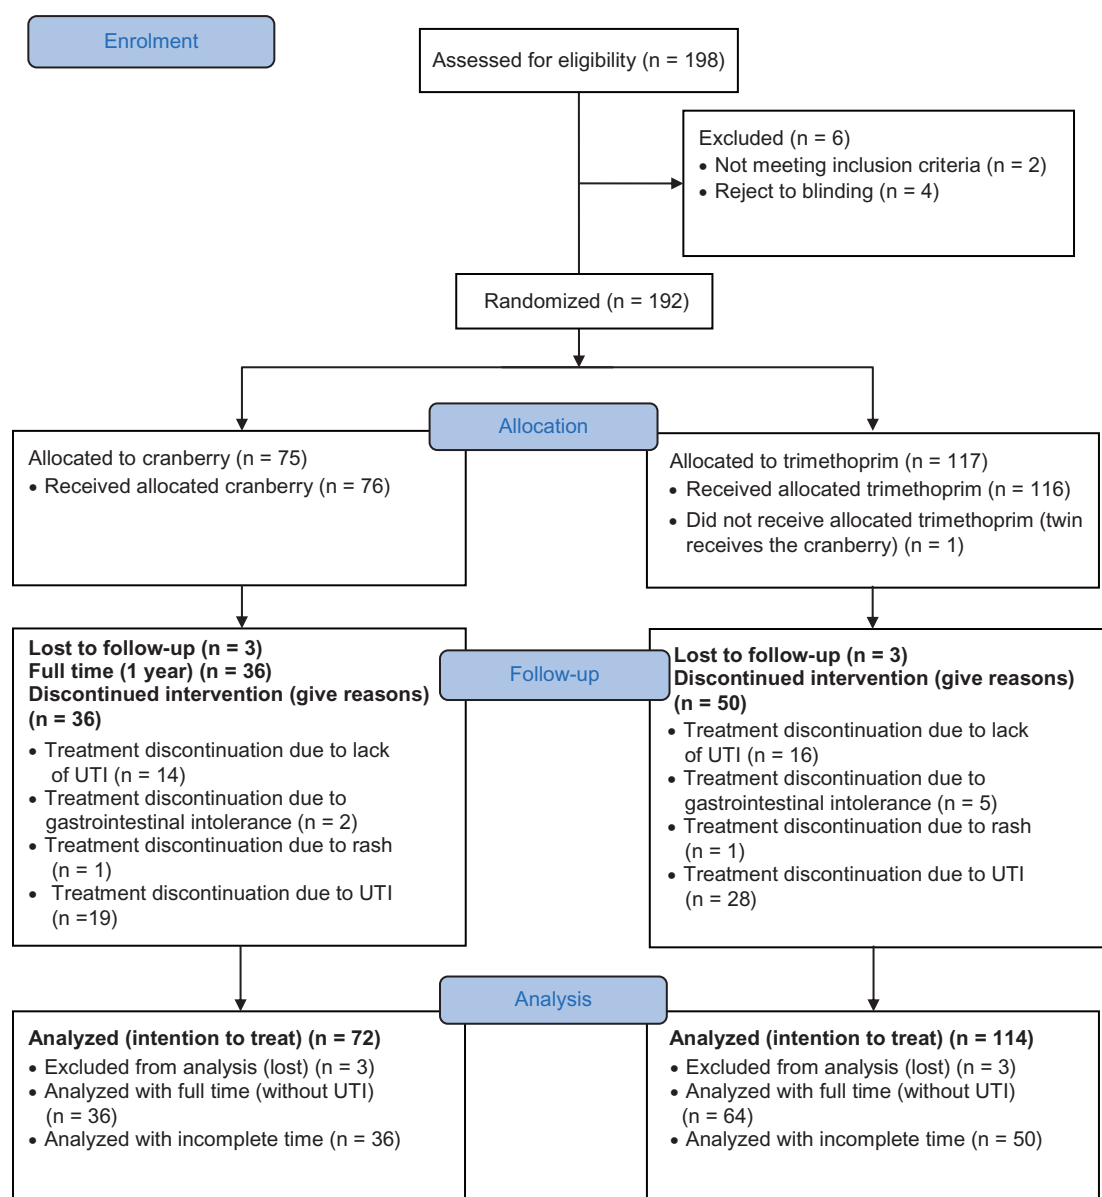 Enrolment
Assessed for eligibility (n = 198)
Excluded (n = 6)
• Not meeting inclusion criteria (n = 2)
• Reject to blinding (n = 4)
Randomized (n = 192)
Allocation
Allocated to cranberry (n = 75)
• Received allocated cranberry (n = 76)
Allocated to trimethoprim (n = 117)
• Received allocated trimethoprim (n = 116)
• Did not receive allocated trimethoprim (twin
receives the cranberry) (n = 1)
Follow-up
Lost to follow-up (n = 3)
Full time (1 year) (n = 36)
Discontinued intervention (give reasons)
(n = 36)
• Treatment discontinuation due to lack
of UTI (n = 14)
• Treatment discontinuation due to
gastrointestinal intolerance (n = 2)
• Treatment discontinuation due to rash
(n = 1)
• Treatment discontinuation due to UTI
(n =19)
Lost to follow-up (n = 3)
Discontinued intervention (give reasons)
(n = 50)
• Treatment discontinuation due to lack
of UTI (n = 16)
• Treatment discontinuation due to
gastrointestinal intolerance (n = 5)
• Treatment discontinuation due to rash
(n = 1)
• Treatment discontinuation due to UTI
(n = 28)
Analysis
Analyzed (intention to treat) (n = 72)
• Excluded from analysis (lost) (n = 3)
• Analyzed with full time (without UTI)
(n = 36)
• Analyzed with incomplete time (n = 36)
Analyzed (intention to treat) (n = 114)
• Excluded from analysis (lost) (n = 3)
• Analyzed with full time (without UTI)
(n = 64)
• Analyzed with incomplete time (n = 50)